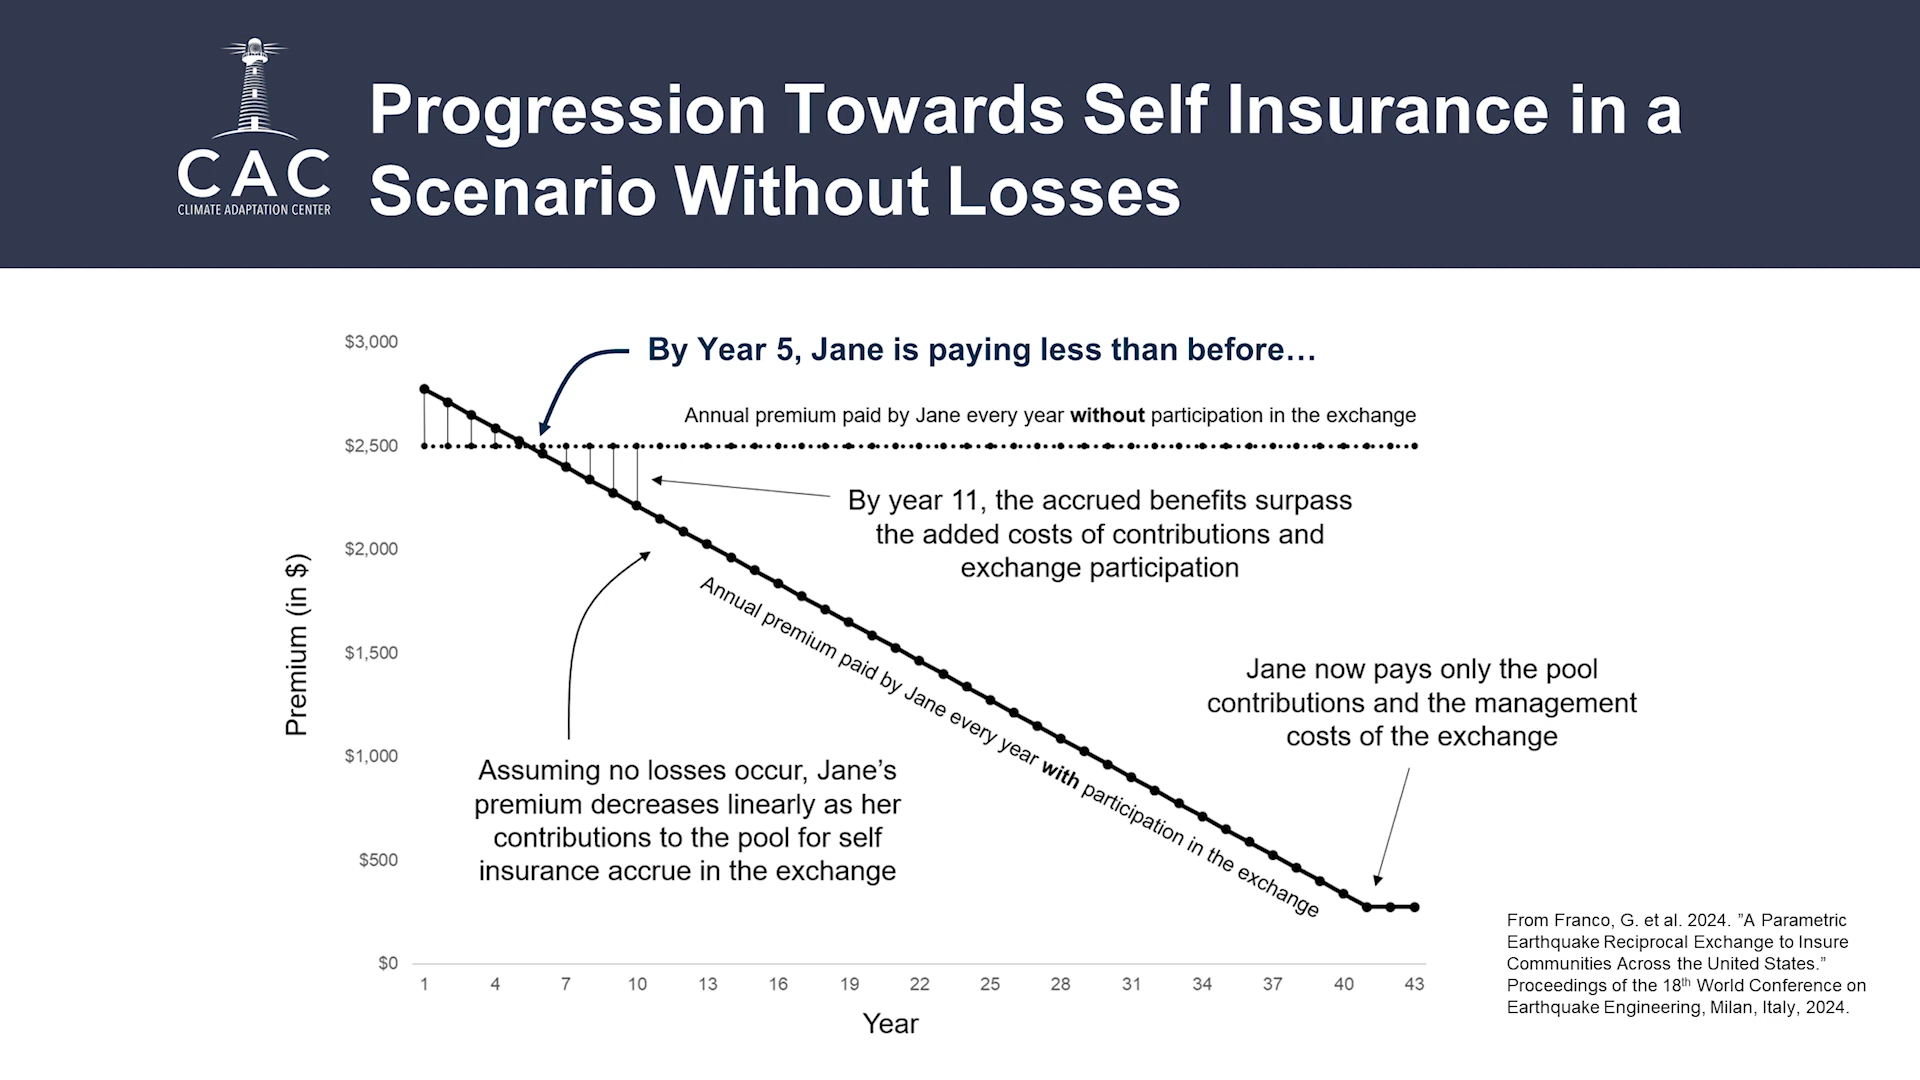 CAC
CLIMATE ADAPTATION CENTER
Progression Towards Self Insurance in a
Scenario Without Losses
$3,000
$2,500
$2,000
$1,500
$1,000
$500
$0
Premium (in $)
By Year 5, Jane is paying less than before…
Annual premium paid by Jane every year without participation in the exchange
By year 11, the accrued benefits surpass
the added costs of contributions and
exchange participation
Annual premium paid by Jane every year with participation in the exchange
Assuming no losses occur, Jane’s
premium decreases linearly as her
contributions to the pool for self
insurance accrue in the exchange
Jane now pays only the pool
contributions and the management
costs of the exchange
1 4 7 10 13 16 19 22 25 28 31 34 37 40 43
Year
From Franco, G. et al. 2024. ”A Parametric
Earthquake Reciprocal Exchange to Insure
Communities Across the United States.”
Proceedings of the 18th World Conference on
Earthquake Engineering, Milan, Italy, 2024.